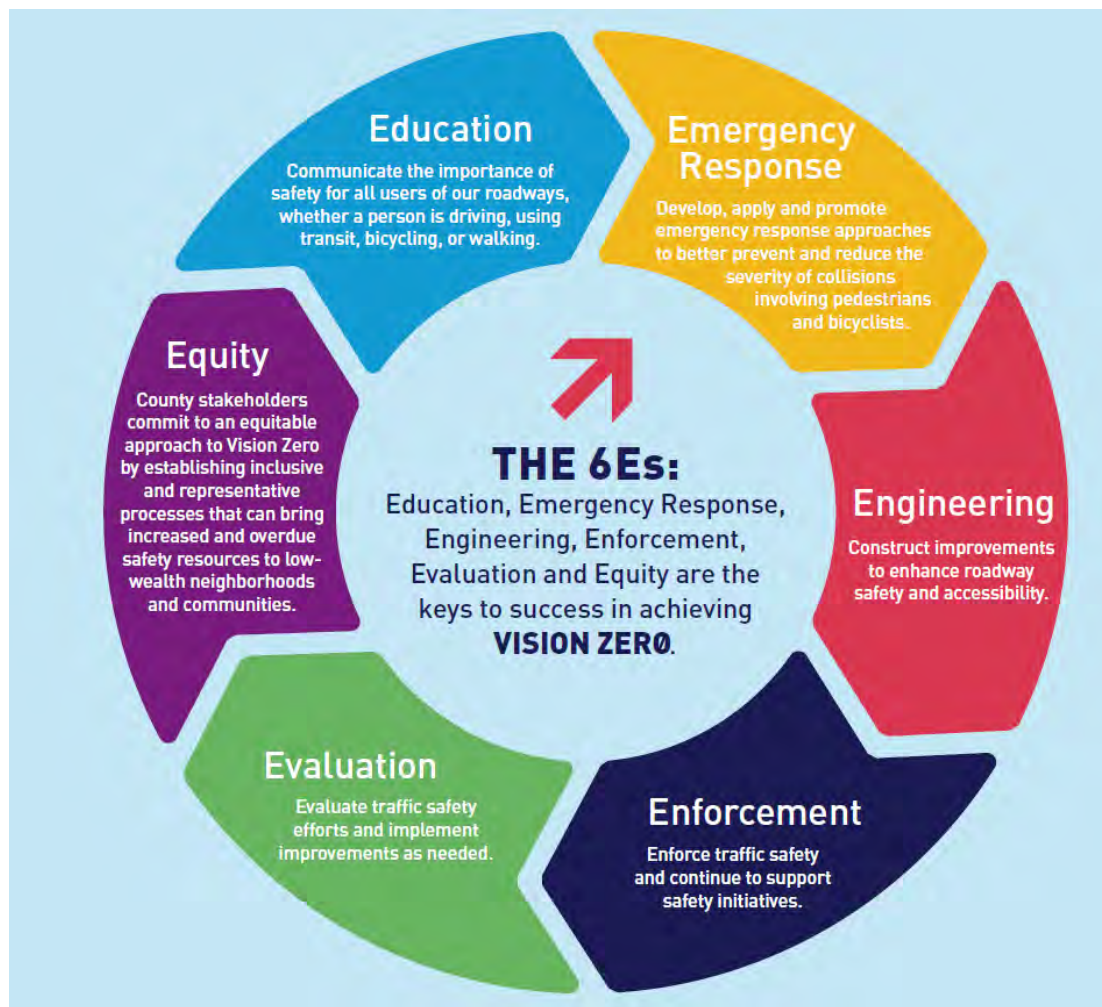 Education
Communicate the importance of
safety for all users of our roadways,
whether a person is driving, using
transit, bicycling, or walking.
Emergency
Response
Develop, apply and promote
emergency response approaches
to better prevent and reduce the
severity of collisions
involving pedestrians
and bicyclists.
Engineering
Construct improvements
to enhance roadway
safety and accessibility.
Enforcement
Enforce traffic safety
and continue to support
safety initiatives.
Evaluation
Evaluate traffic safety
efforts and implement
improvements as needed.
Equity
County stakeholders
commit to an equitable
approach to Vision Zero
by establishing inclusive
and representative
processes that can bring
increased and overdue
safety resources to low-
wealth neighborhoods
and communities.
THE 6Es:
Education, Emergency Response,
Engineering, Enforcement,
Evaluation and Equity are the
keys to success in achieving
VISION ZERØ.